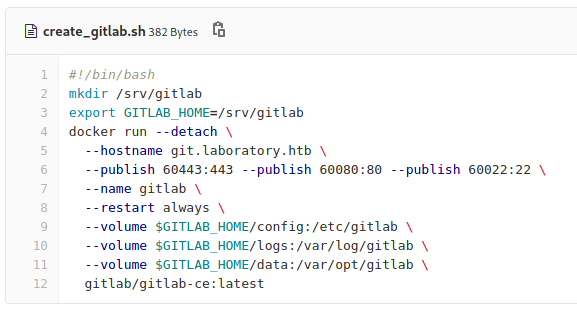 create_gitlab.sh 382 Bytes
1 #!/bin/bash
2 mkdir /srv/gitlab
3 export GITLAB_HOME=/srv/gitlab
4 docker run --detach \
5   --hostname git.laboratory.htb \
6   --publish 60443:443 --publish 60080:80 --publish 60022:22 \
7   --name gitlab \
8   --restart always \
9   --volume $GITLAB_HOME/config:/etc/gitlab \
10   --volume $GITLAB_HOME/logs:/var/log/gitlab \
11   --volume $GITLAB_HOME/data:/var/opt/gitlab \
12   gitlab/gitlab-ce:latest